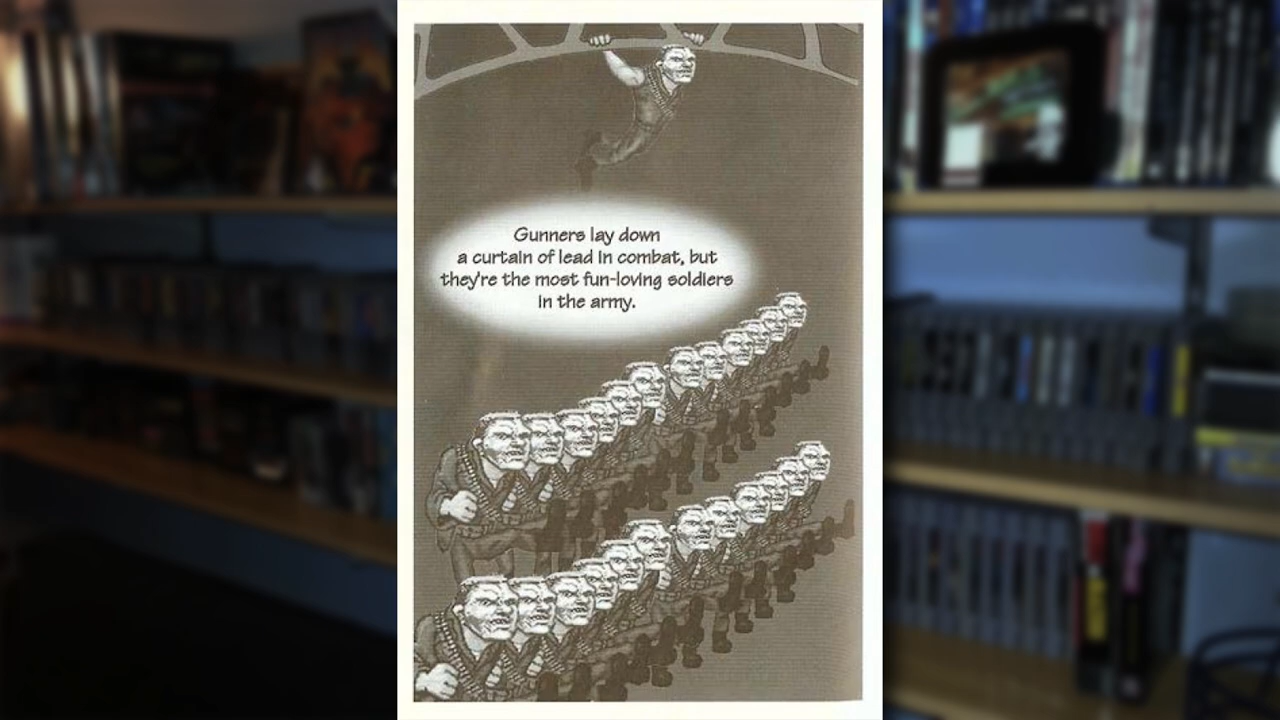 Gunners lay down
a curtain of lead in combat, but
they're the most fun-loving soldiers
in the army.